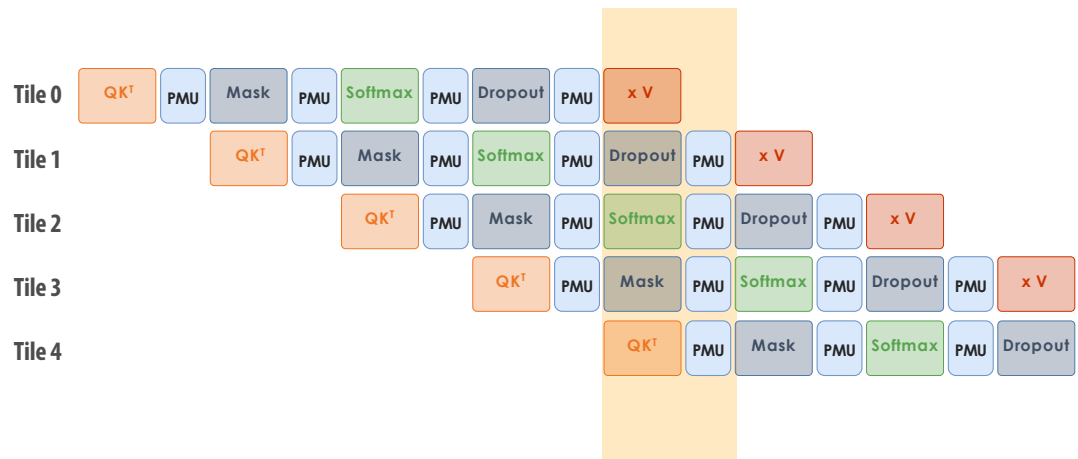 Tile 0 QKᵀ PMU Mask PMU Softmax PMU Dropout PMU x V
Tile 1 QKᵀ PMU Mask PMU Softmax PMU Dropout PMU x V
Tile 2 QKᵀ PMU Mask PMU Softmax PMU Dropout PMU x V
Tile 3 QKᵀ PMU Mask PMU Softmax PMU Dropout PMU x V
Tile 4 QKᵀ PMU Mask PMU Softmax PMU Dropout